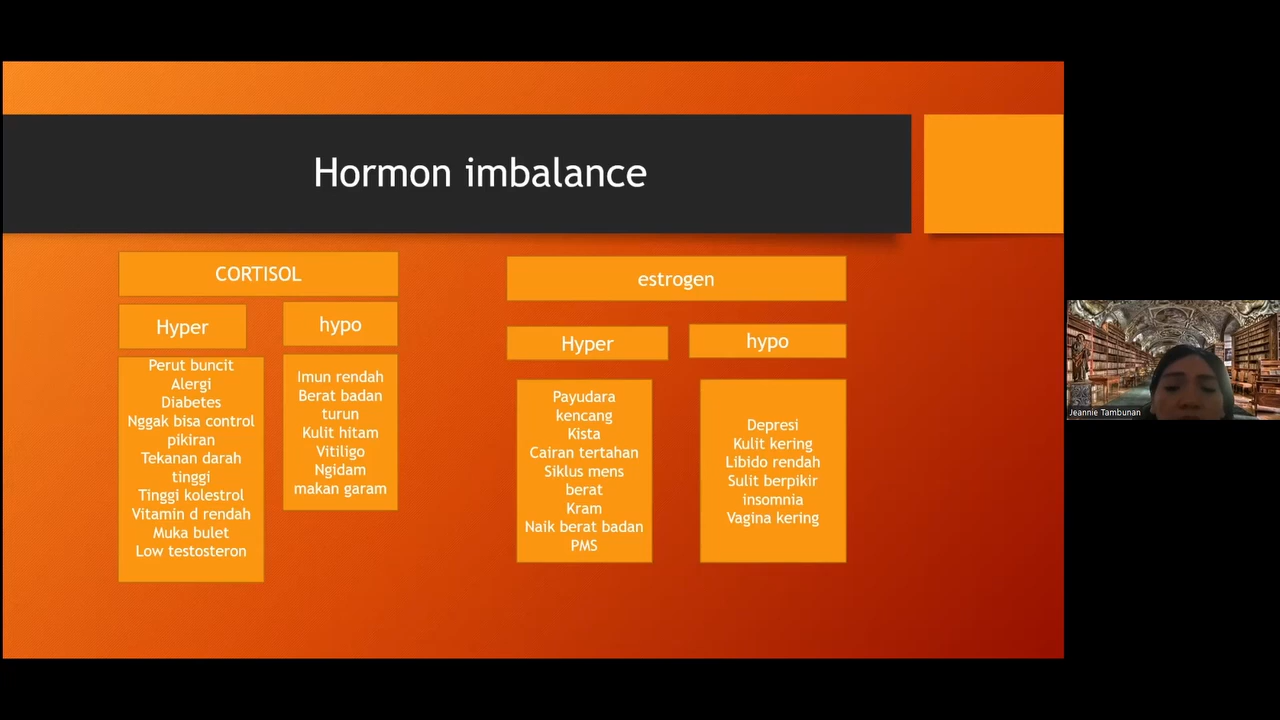 Hormon imbalance
CORTISOL
Hyper
Perut buncit
Alergi
Diabetes
Nggak bisa control
pikiran
Tekanan darah
tinggi
Tinggi kolestrol
Vitamin d rendah
Muka bulet
Low testosteron
hypo
Imun rendah
Berat badan
turun
Kulit hitam
Vitiligo
Ngidam
makan garam
estrogen
Hyper
Payudara
kencang
Kista
Cairan tertahan
Siklus mens
berat
Kram
Naik berat badan
PMS
hypo
Depresi
Kulit kering
Libido rendah
Sulit berpikir
insomnia
Vagina kering
Jeannie Tambunan